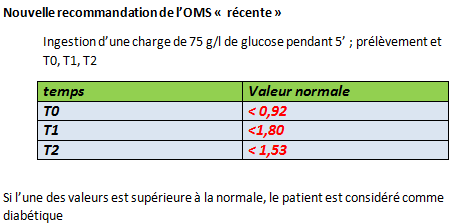 Nouvelle recommandation de l’OMS «  récente »
Ingestion d’une charge de 75 g/l de glucose pendant 5’ ; prélèvement et
T0, T1, T2
temps Valeur normale
T0 < 0,92
T1 <1,80
T2 < 1,53
Si l’une des valeurs est supérieure à la normale, le patient est considéré comme
diabétique